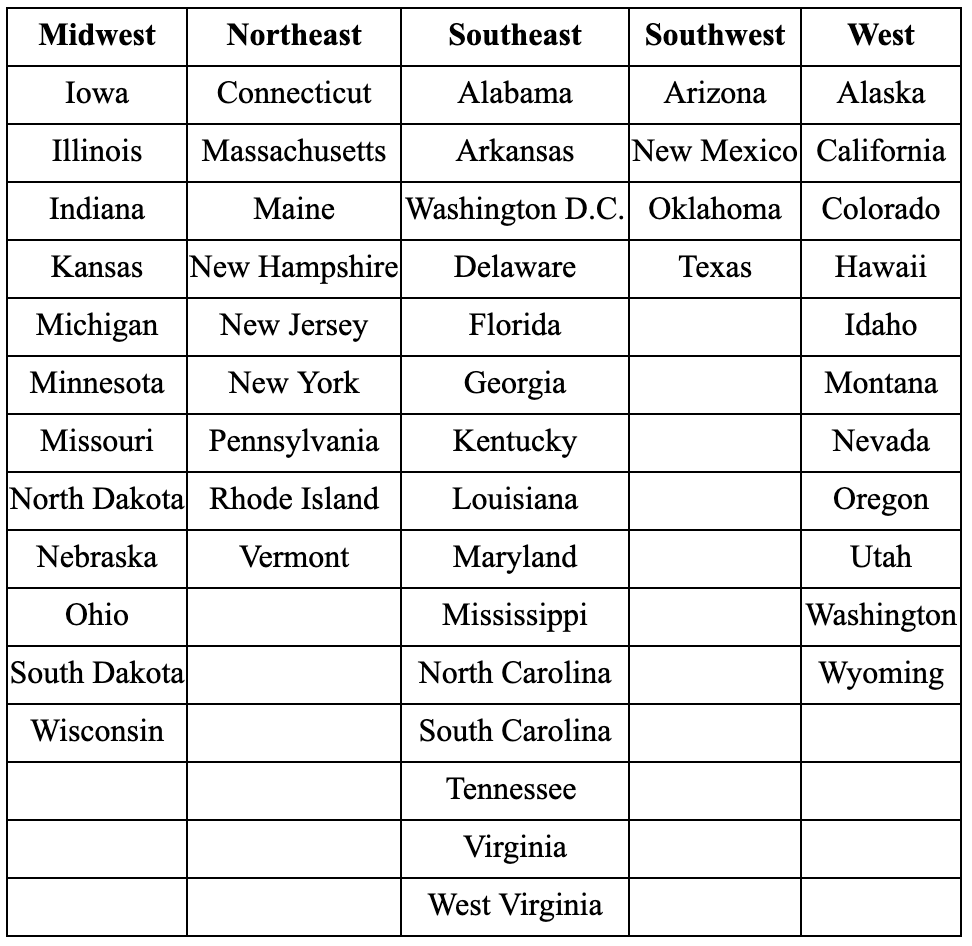 Midwest Northeast Southeast Southwest West
Iowa Connecticut Alabama Arizona Alaska
Illinois Massachusetts Arkansas New Mexico California
Indiana Maine Washington D.C. Oklahoma Colorado
Kansas New Hampshire Delaware Texas Hawaii
Michigan New Jersey Florida Idaho
Minnesota New York Georgia Montana
Missouri Pennsylvania Kentucky Nevada
North Dakota Rhode Island Louisiana Oregon
Nebraska Vermont Maryland Utah
Ohio Mississippi Washington
South Dakota North Carolina Wyoming
Wisconsin South Carolina
Tennessee
Virginia
West Virginia